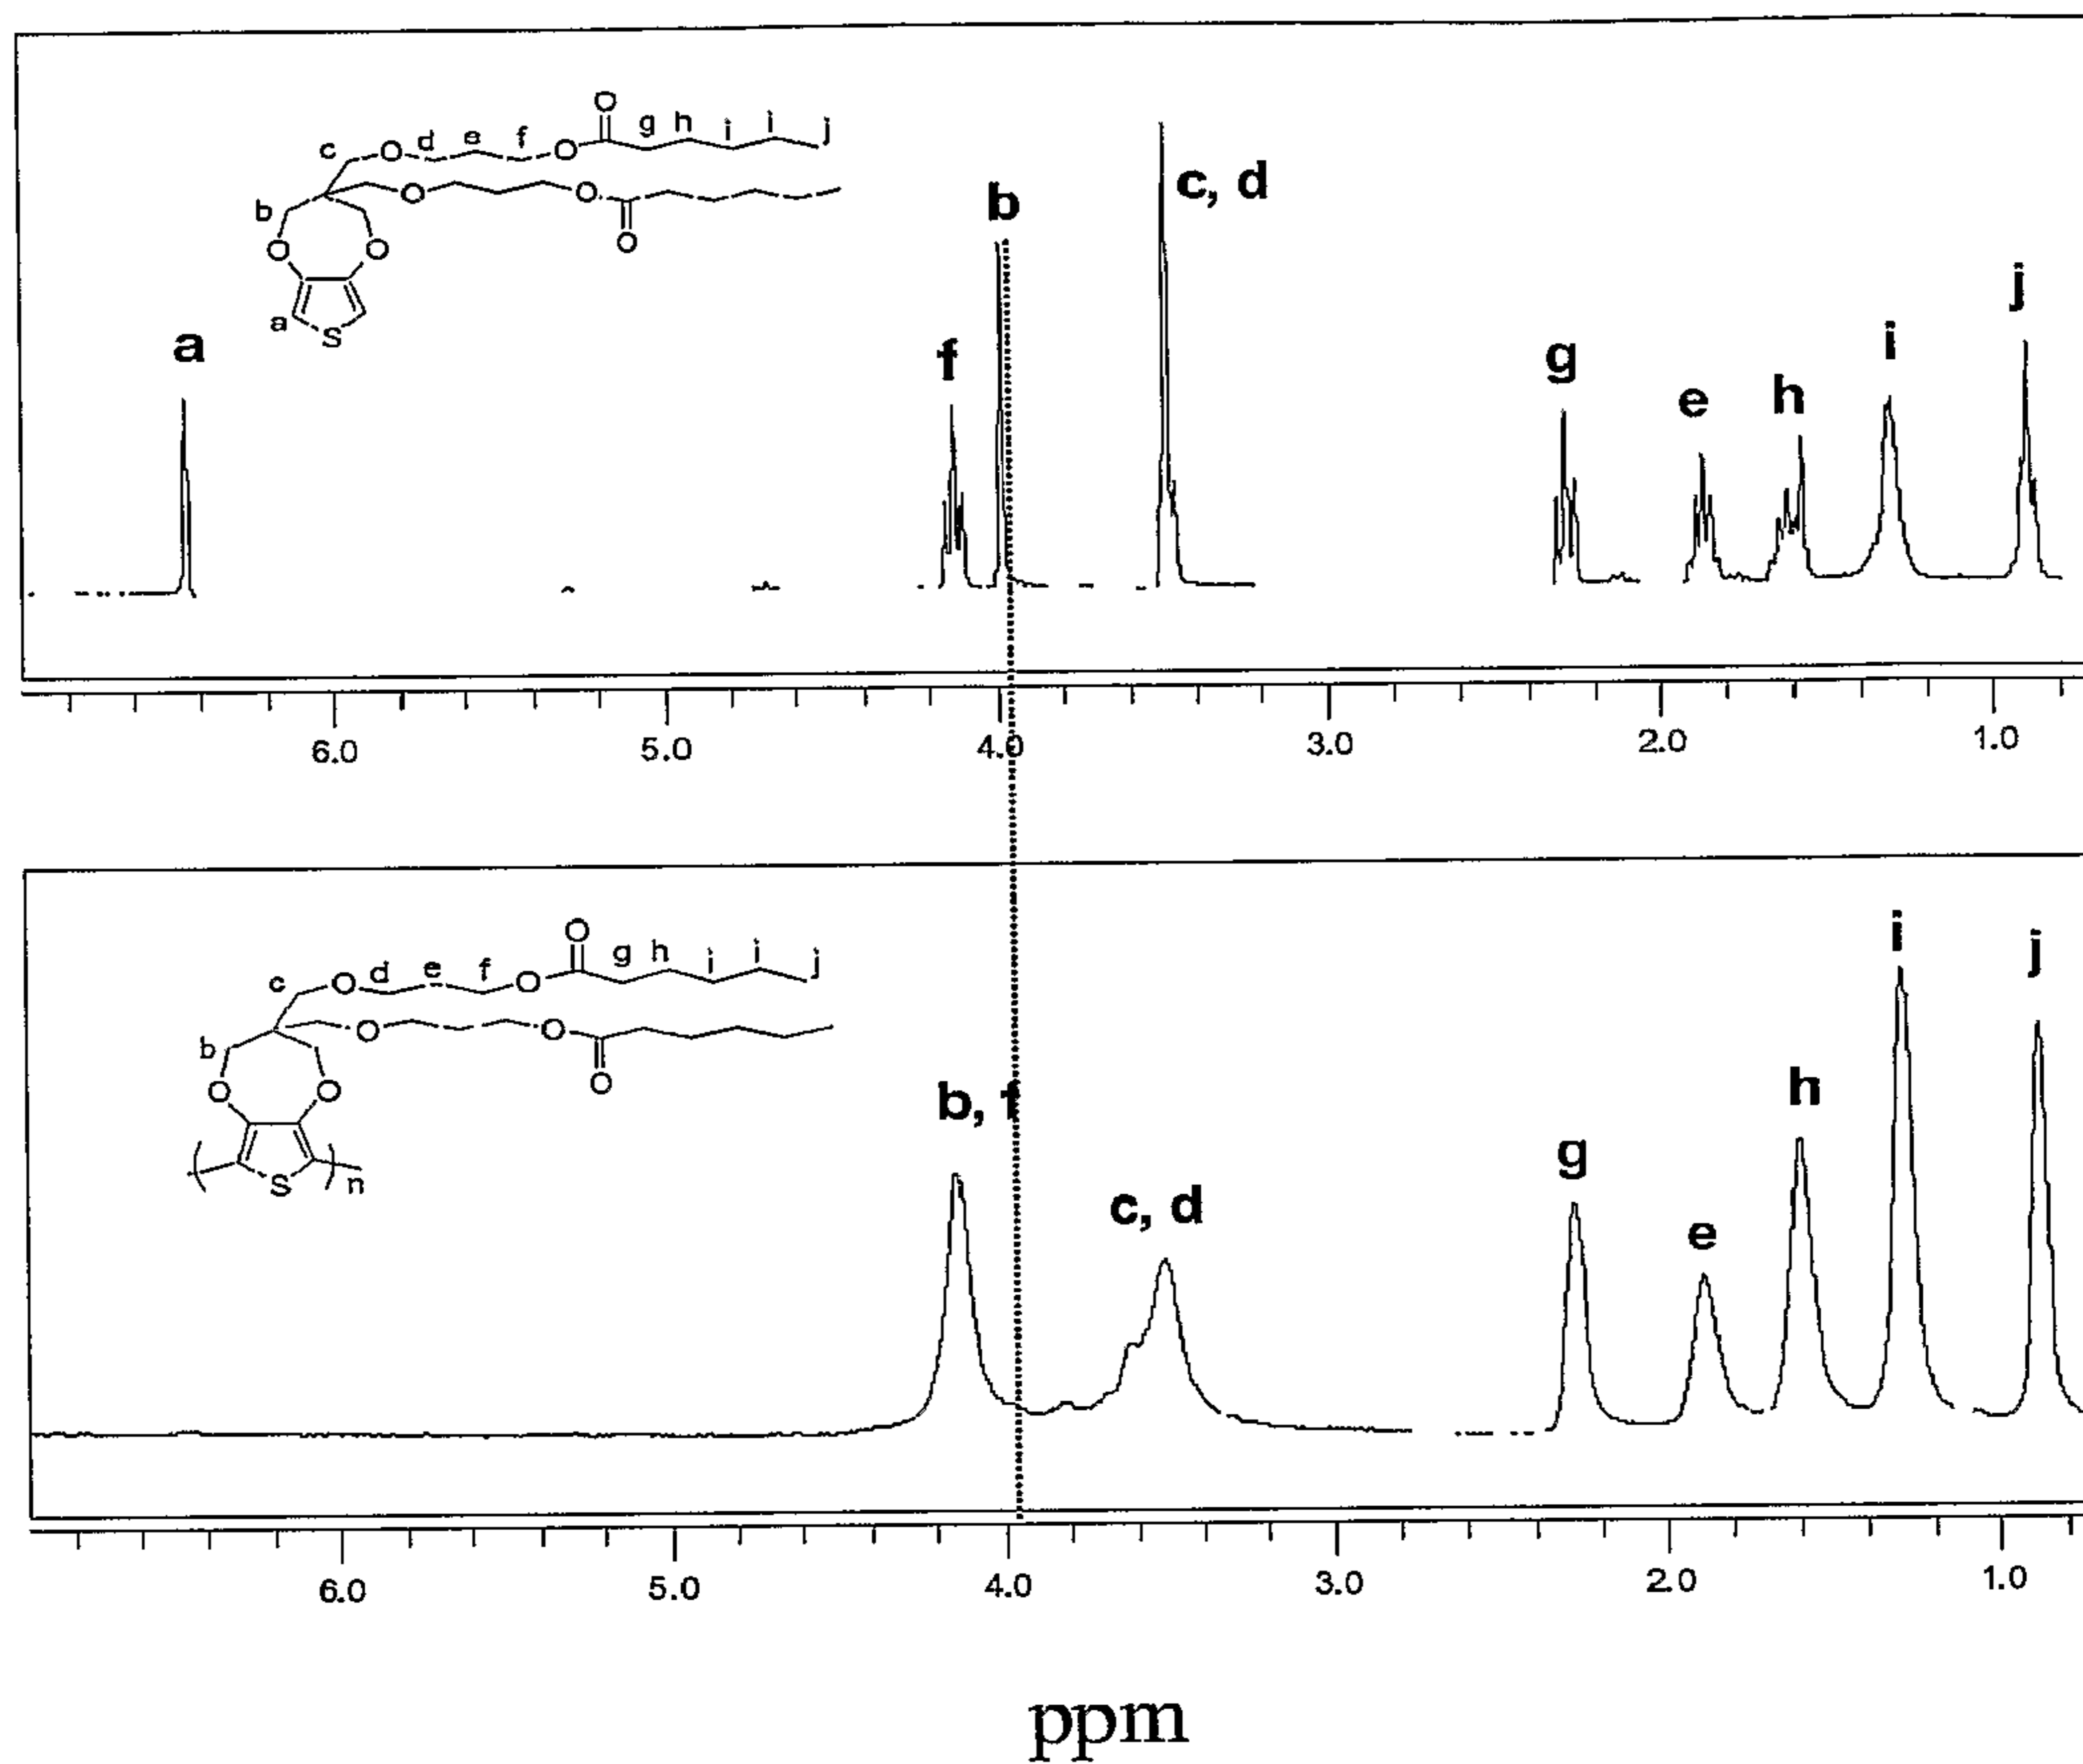 O
c O d e f O g h i i j
O O
b O
O O
a S
a f b c, d g e h i j
6.0 5.0 4.0 3.0 2.0 1.0
O
c O d e f O g h i i j
O O
b O
O O
S n
b, f c, d g e h i j
6.0 5.0 4.0 3.0 2.0 1.0
ppm